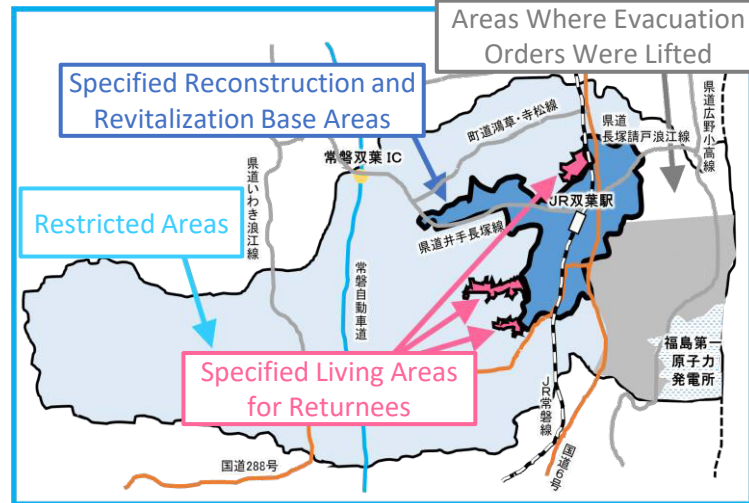 Areas Where Evacuation
Orders Were Lifted
Specified Reconstruction and
Revitalization Base Areas
県道広野小高線
県道
長塚請戸浪江線
町道鴻草・寺松線
常磐双葉 IC
県道いわき浪江線
JR双葉駅
県道井手長塚線
Restricted Areas
常磐自動車道
福島第一
原子力
発電所
Specified Living Areas
for Returnees
JR常磐線
国道6号
国道288号